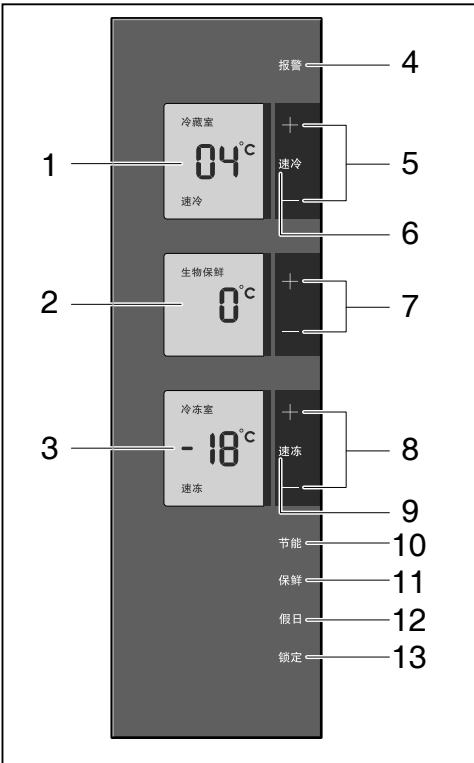 报警 4
冷藏室
04°C
速冷
+
速冷
−
1
5
6
生物保鲜
0°C
+
−
2
7
冷冻室
-18°C
速冻
+
速冻
−
3
8
9
节能 10
保鲜 11
假日 12
锁定 13